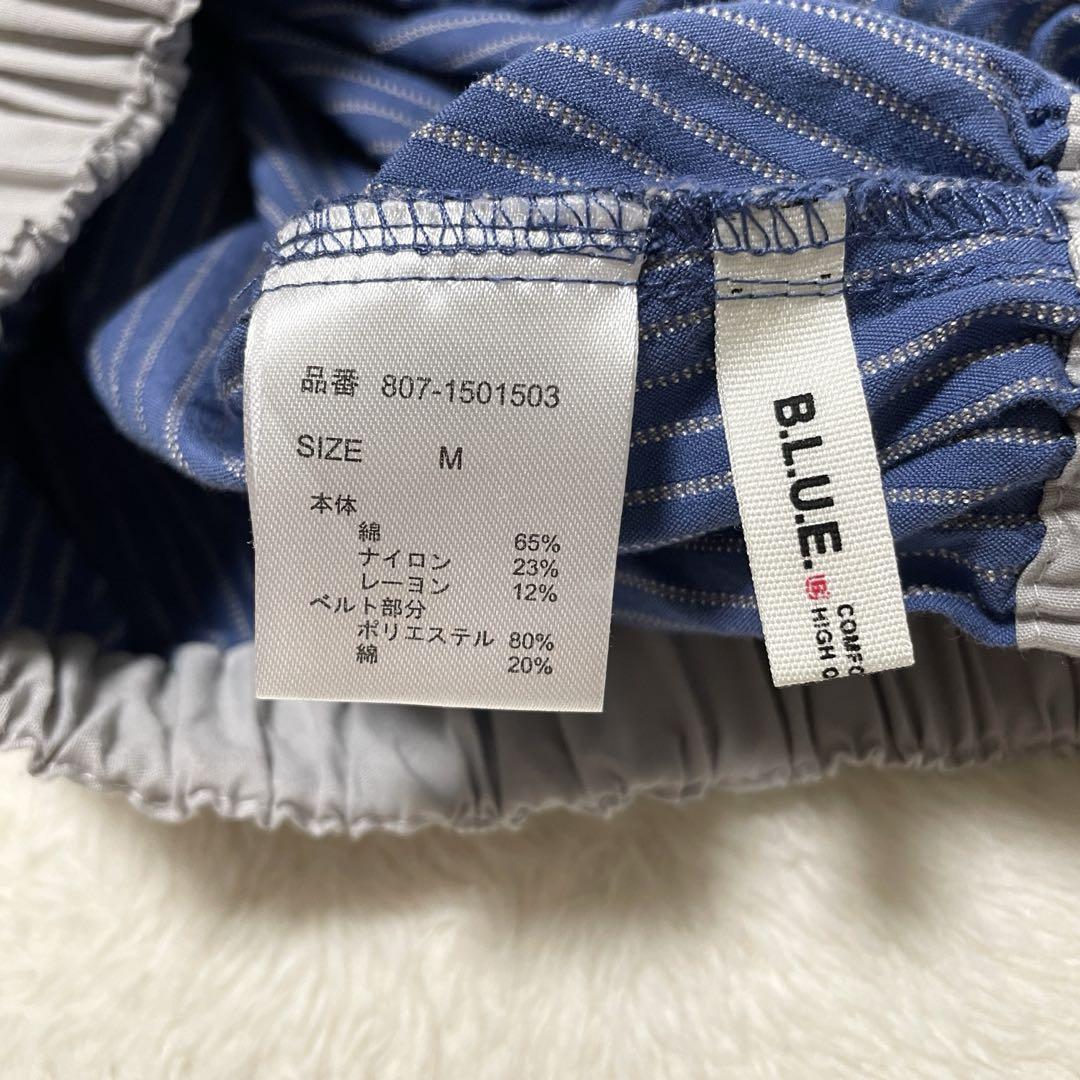 品番 807-1501503
SIZE M
本体
綿 65%
ナイロン 23%
レーヨン 12%
ベルト部分
ポリエステル 80%
綿 20%
B.L.U.E.
HIGH